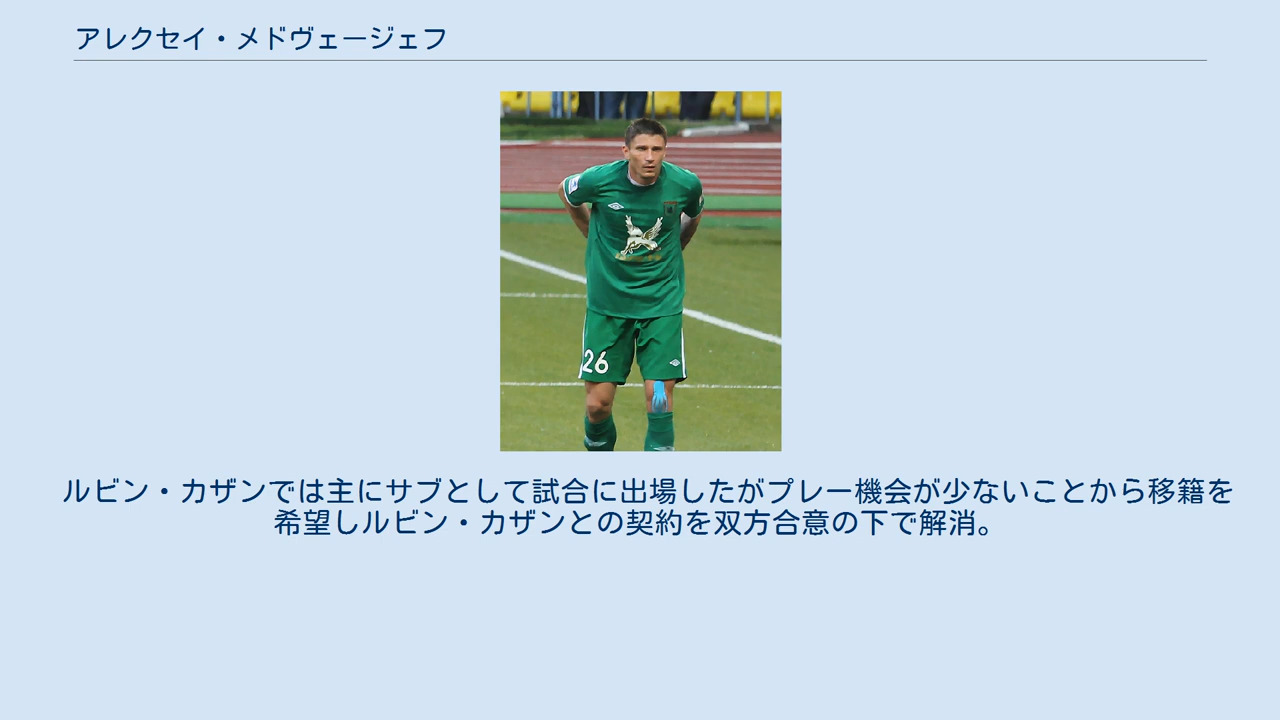 アレクセイ・メドヴェージェフ
26
ルビン・カザンでは主にサブとして試合に出場したがプレー機会が少ないことから移籍を
希望しルビン・カザンとの契約を双方合意の下で解消。